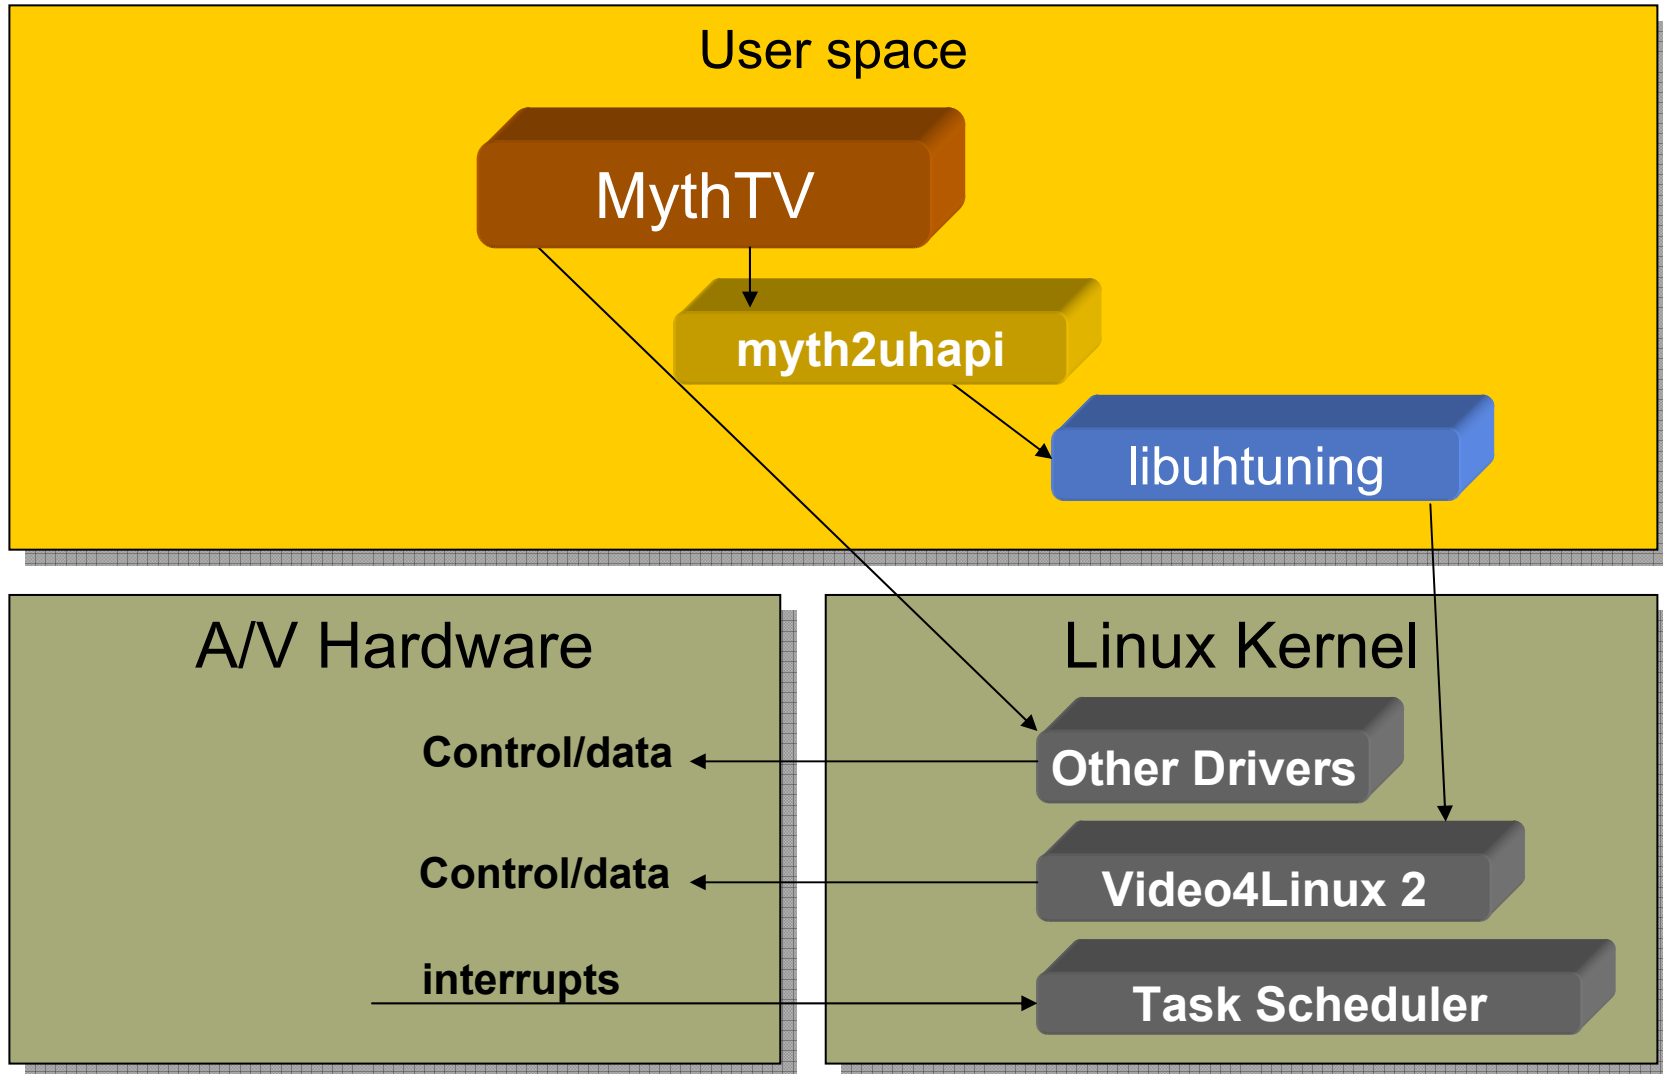 User space
MythTV
myth2uhapi
libuhtuning
A/V Hardware
Control/data
Control/data
interrupts
Linux Kernel
Other Drivers
Video4Linux 2
Task Scheduler